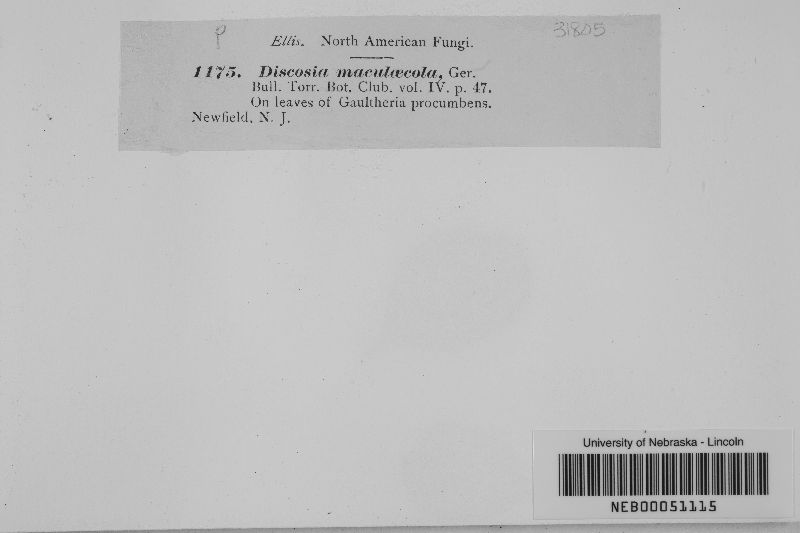 P
31805
Ellis. North American Fungi.
1175. Discosia maculæcola, Ger.
Bull. Torr. Bot. Club. vol. IV. p. 47.
On leaves of Gaultheria procumbens.
Newfield, N. J.
University of Nebraska - Lincoln
NEB00051115